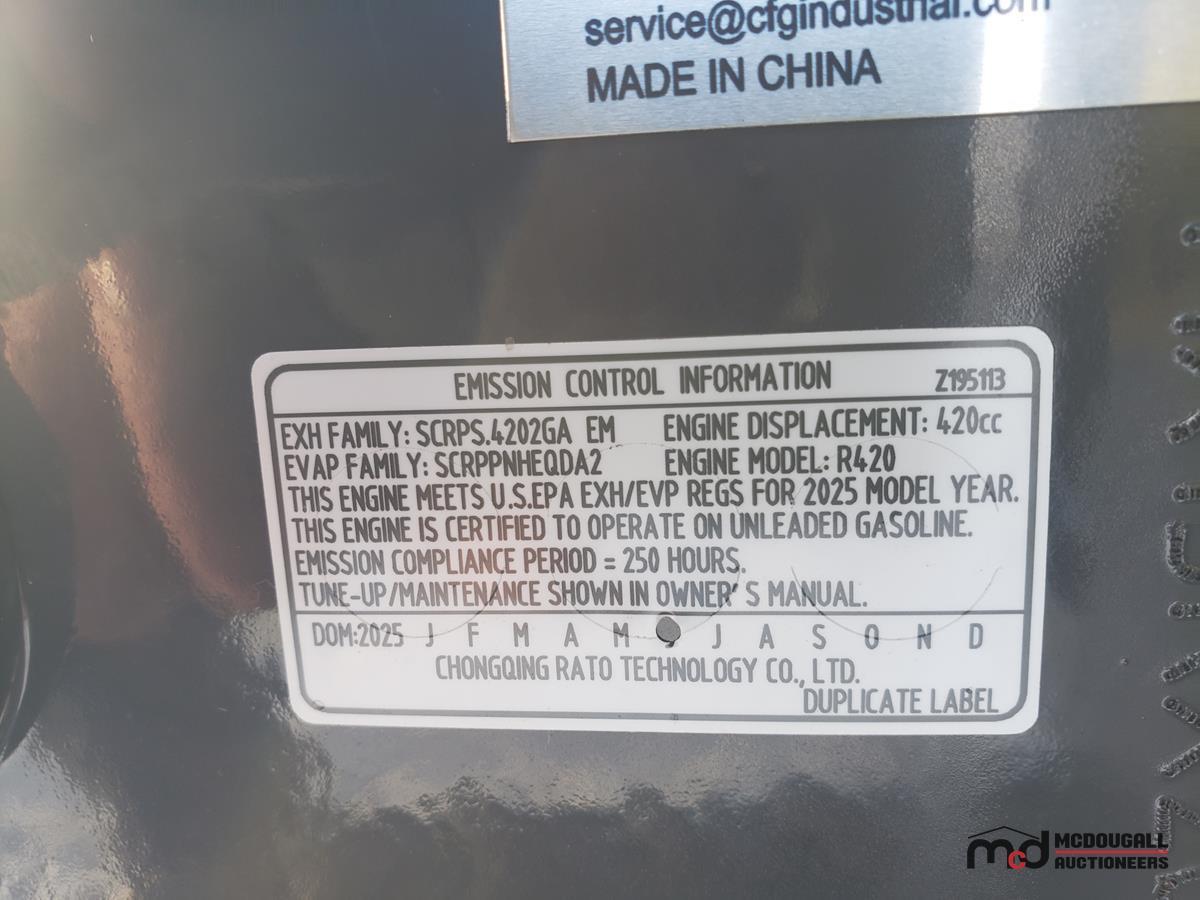 service@cfgindustrial.com
MADE IN CHINA
EMISSION CONTROL INFORMATION Z195113
EXH FAMILY: SCRPS.4202GA EM ENGINE DISPLACEMENT: 420cc
EVAP FAMILY: SCRPPNHEQDA2 ENGINE MODEL: R420
THIS ENGINE MEETS U.S.EPA EXH/EVP REGS FOR 2025 MODEL YEAR.
THIS ENGINE IS CERTIFIED TO OPERATE ON UNLEADED GASOLINE.
EMISSION COMPLIANCE PERIOD = 250 HOURS.
TUNE-UP/MAINTENANCE SHOWN IN OWNER' S MANUAL.
DOM:2025 J F M A M J A S O N D
CHONGQING RATO TECHNOLOGY CO., LTD.
DUPLICATE LABEL
mcd MCDOUGALL
AUCTIONEERS